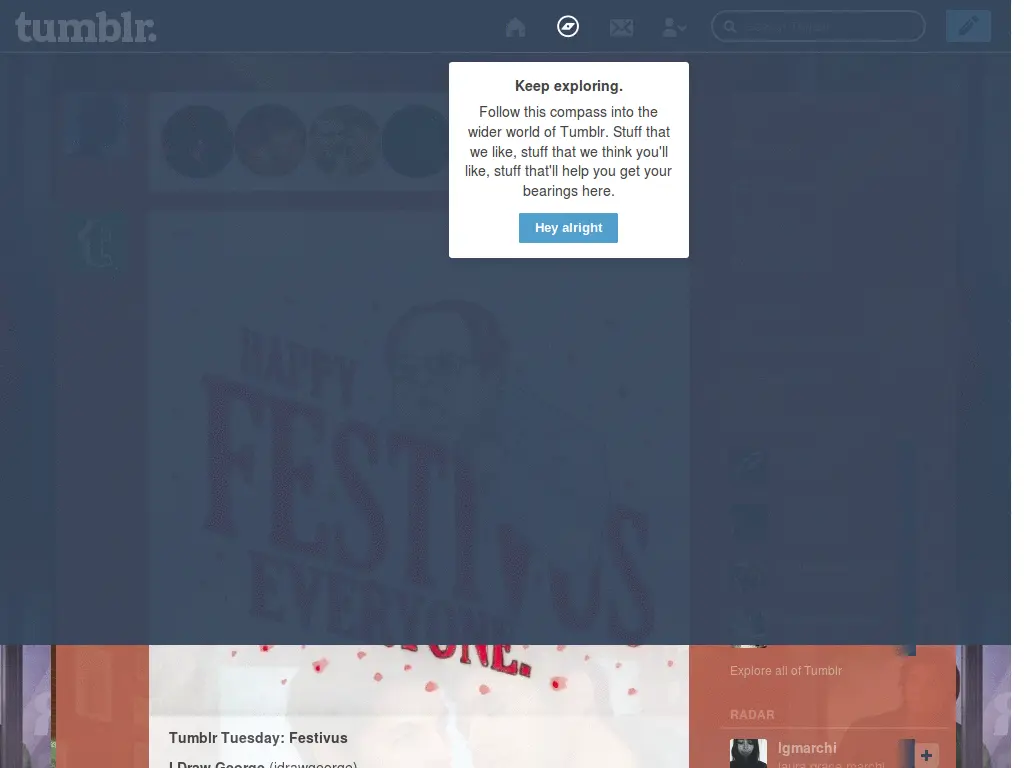 tumblr.
Keep exploring.
Follow this compass into the
wider world of Tumblr. Stuff that
we like, stuff that we think you'll
like, stuff that'll help you get your
bearings here.
Hey alright
HAPPY
FESTIVUS
EVERYONE.
Explore all of Tumblr
RADAR
Tumblr Tuesday: Festivus
lgmarchi
I Draw George (idrawgeorge)
laura grace marchi